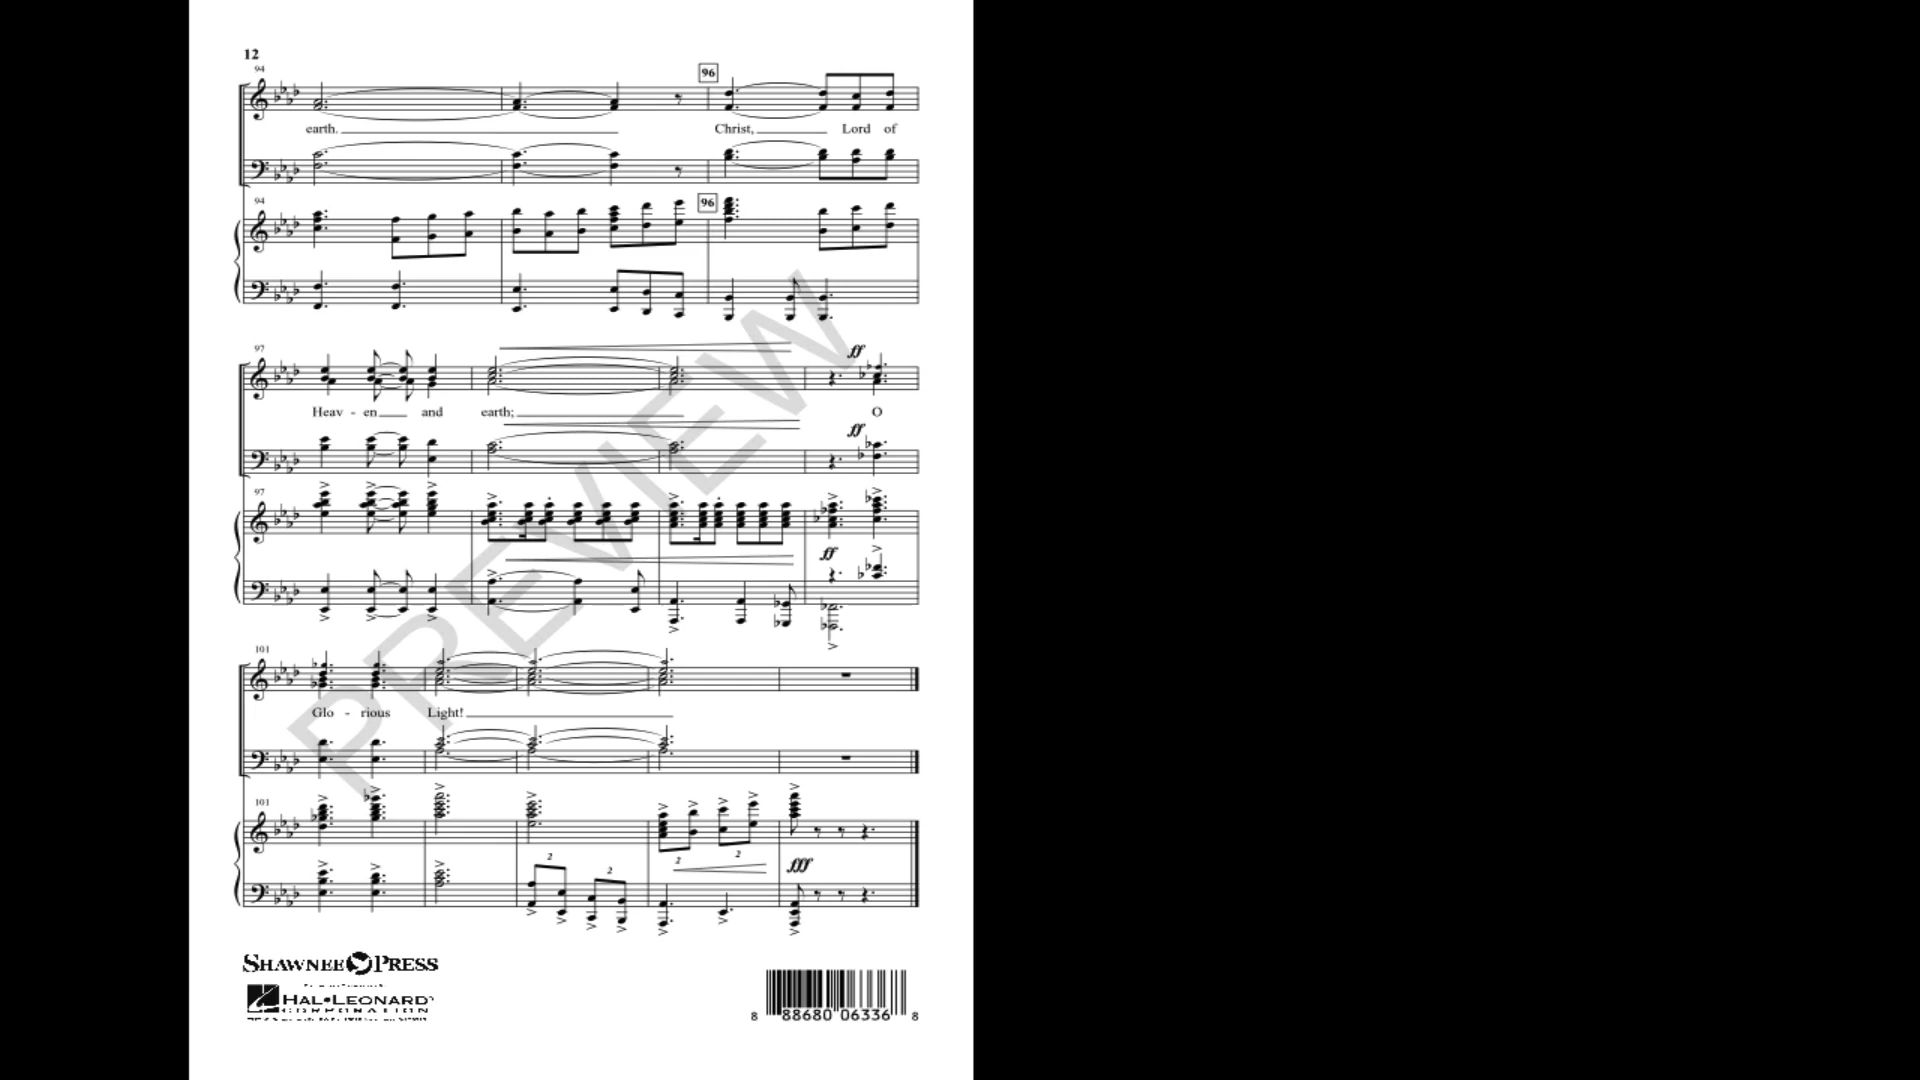 12
94
96
earth. Christ, Lord of
94
96
97
ff
Heav - en and earth; O
ff
97
ff
101
Glo - rious Light!
101
2 2 2 2
fff
SHAWNEE PRESS
HAL•LEONARD
CORPORATION
8 88680 06336 8
PREVIEW